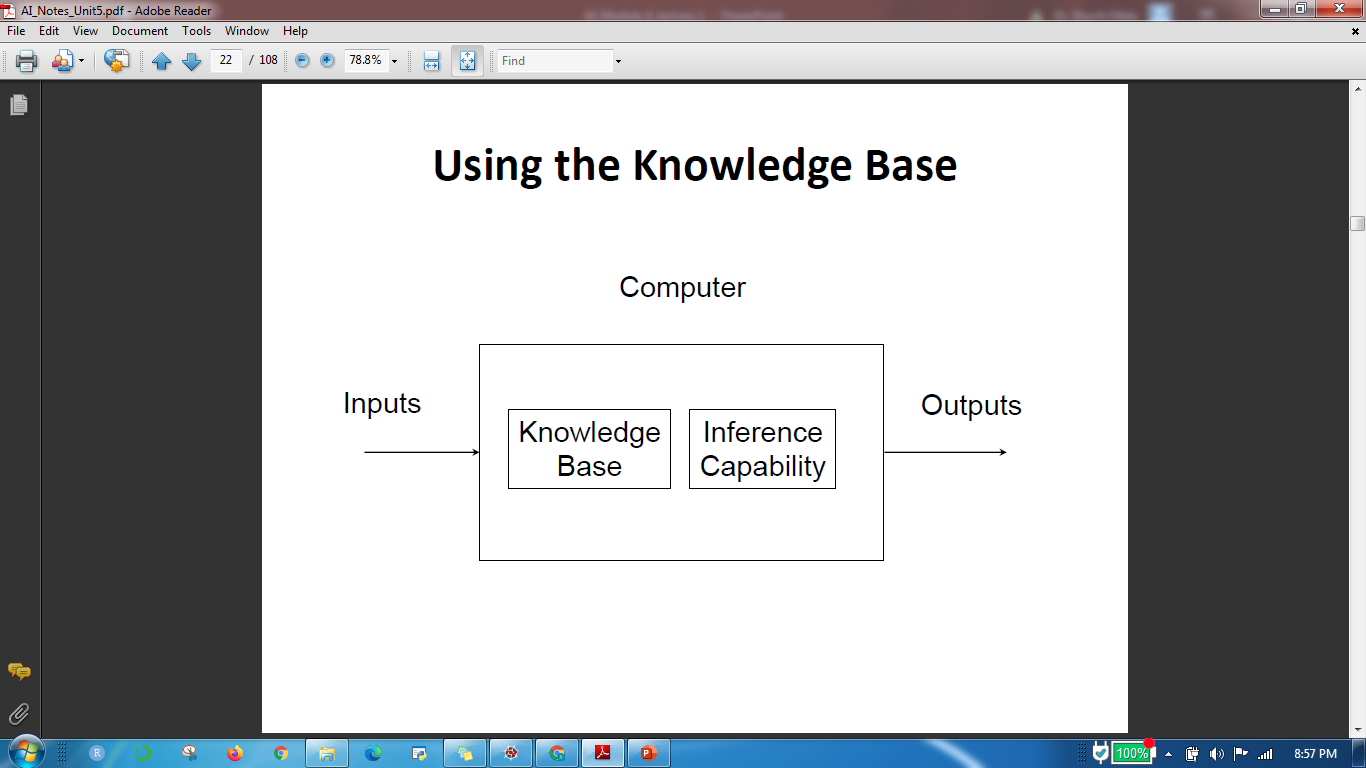 AI_Notes_Unit5.pdf - Adobe Reader
File Edit View Document Tools Window Help
22 / 108 78.8% Find
Using the Knowledge Base
Computer
Inputs
Outputs
Knowledge
Base
Inference
Capability
100%
8:57 PM